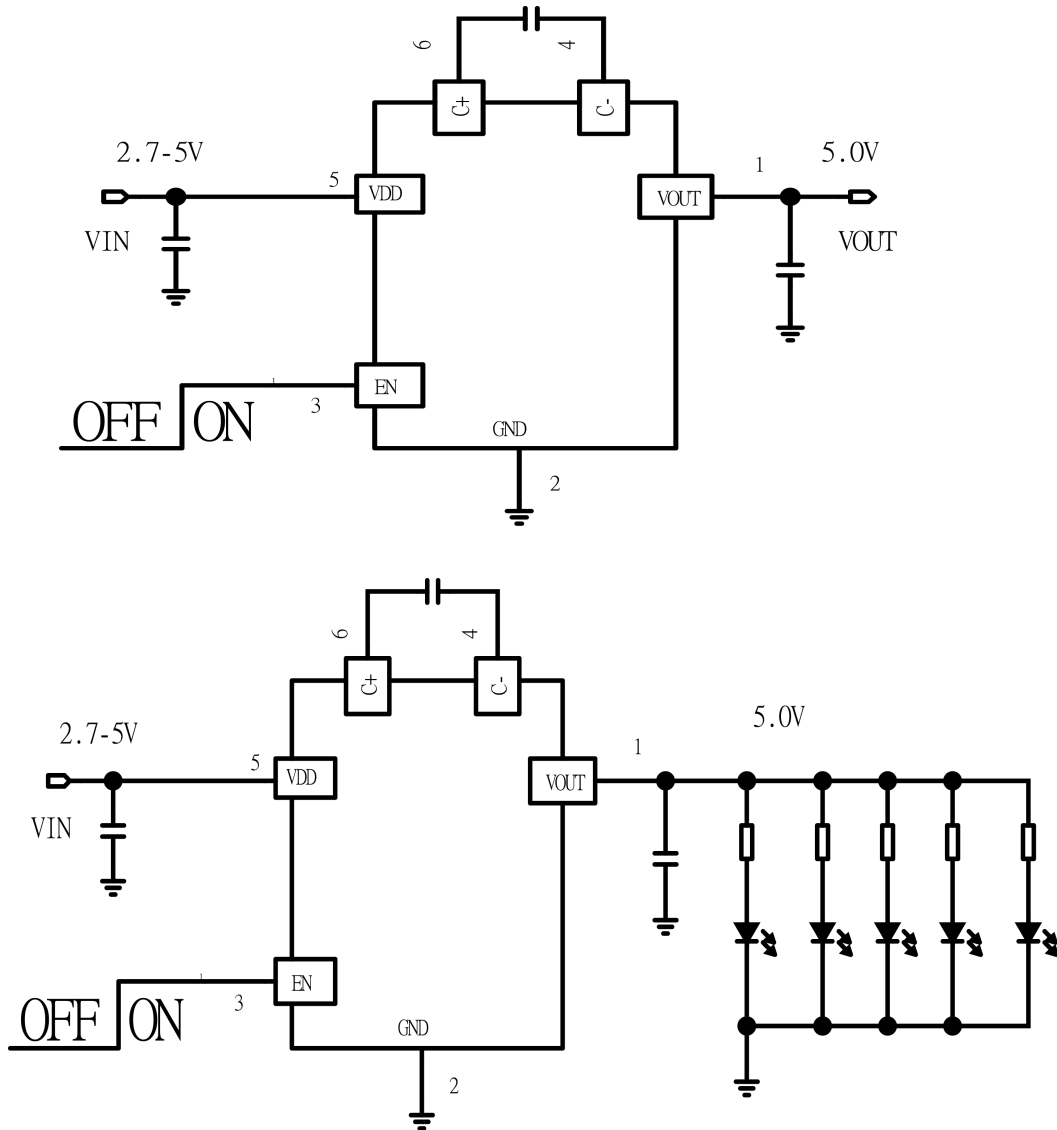 6
4
C+
C-
2.7-5V
1
5.0V
5
VDD
VOUT
VIN
VOUT
EN
3
OFF
ON
GND
2
6
4
C+
C-
2.7-5V
1
5.0V
5
VDD
VOUT
VIN
EN
3
OFF
ON
GND
2